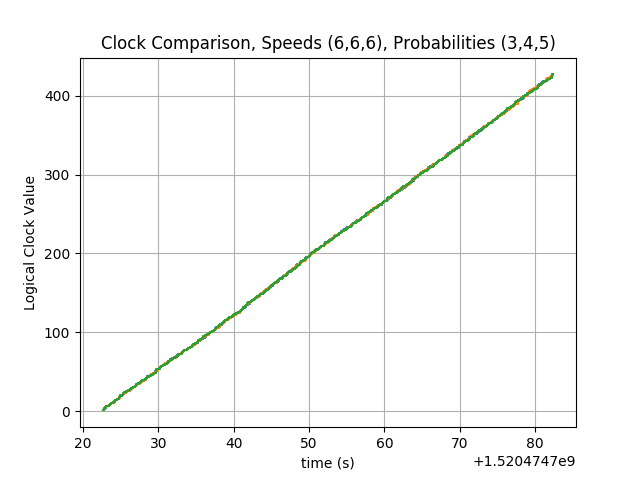 Clock Comparison, Speeds (6,6,6), Probabilities (3,4,5)
Logical Clock Value
400
300
200
100
0
20 30 40 50 60 70 80
time (s)
+1.5204747e9